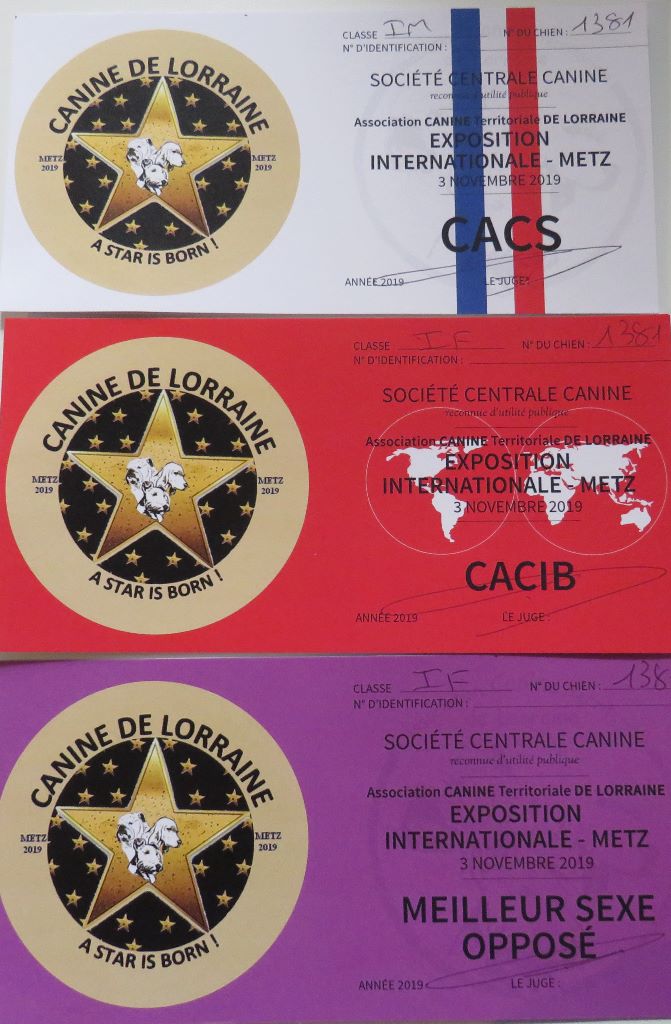 CANINE DE LORRAINE
METZ
2019
METZ
2019
A STAR IS BORN !
CLASSE IM N° DU CHIEN : 1381
N° D'IDENTIFICATION :
SOCIÉTÉ CENTRALE CANINE
reconnue d'utilité publique
Association CANINE Territoriale DE LORRAINE
EXPOSITION
INTERNATIONALE - METZ
3 NOVEMBRE 2019
CACS
ANNÉE 2019 LE JUGE :
CANINE DE LORRAINE
METZ
2019
METZ
2019
A STAR IS BORN !
CLASSE IF N° DU CHIEN : 1381
N° D'IDENTIFICATION :
SOCIÉTÉ CENTRALE CANINE
reconnue d'utilité publique
Association CANINE Territoriale DE LORRAINE
EXPOSITION
INTERNATIONALE - METZ
3 NOVEMBRE 2019
CACIB
ANNÉE 2019 LE JUGE :
CANINE DE LORRAINE
METZ
2019
METZ
2019
A STAR IS BORN !
CLASSE IF N° DU CHIEN : 138
N° D'IDENTIFICATION :
SOCIÉTÉ CENTRALE CANINE
reconnue d'utilité publique
Association CANINE Territoriale DE LORRAINE
EXPOSITION
INTERNATIONALE - METZ
3 NOVEMBRE 2019
MEILLEUR SEXE
OPPOSÉ
ANNÉE 2019 LE JUGE :